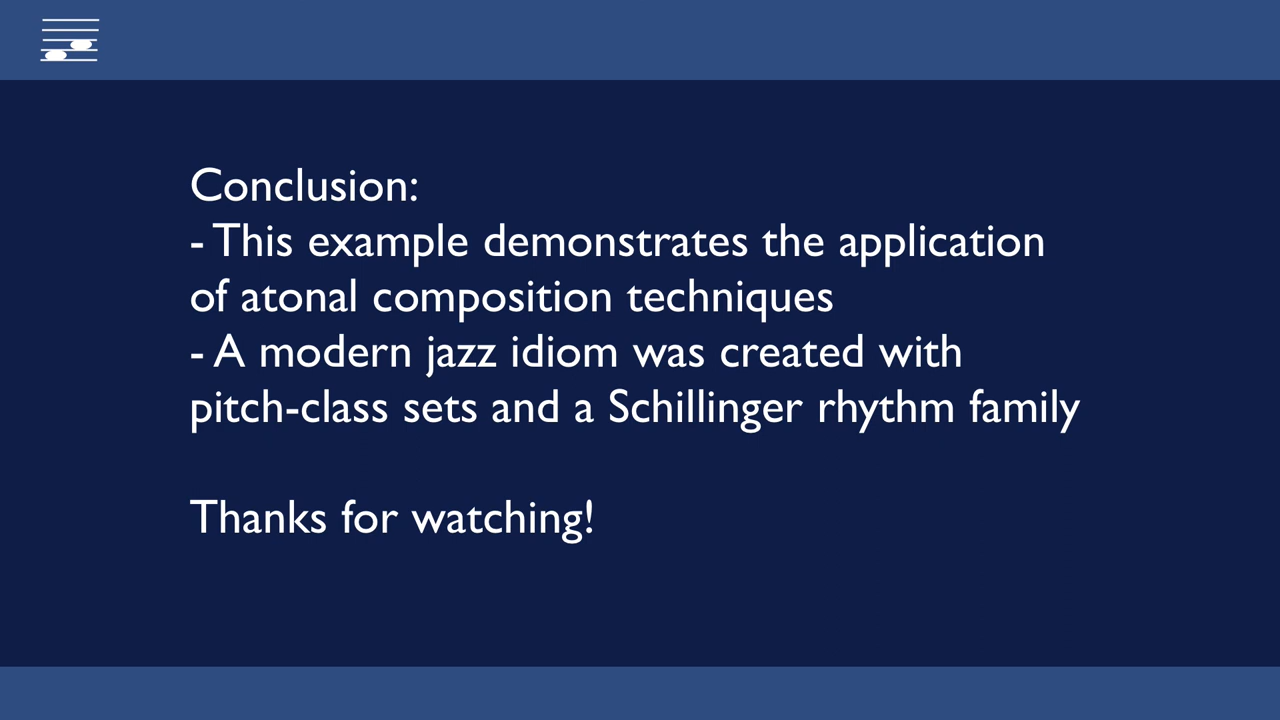 Conclusion:
- This example demonstrates the application
of atonal composition techniques
- A modern jazz idiom was created with
pitch-class sets and a Schillinger rhythm family
Thanks for watching!